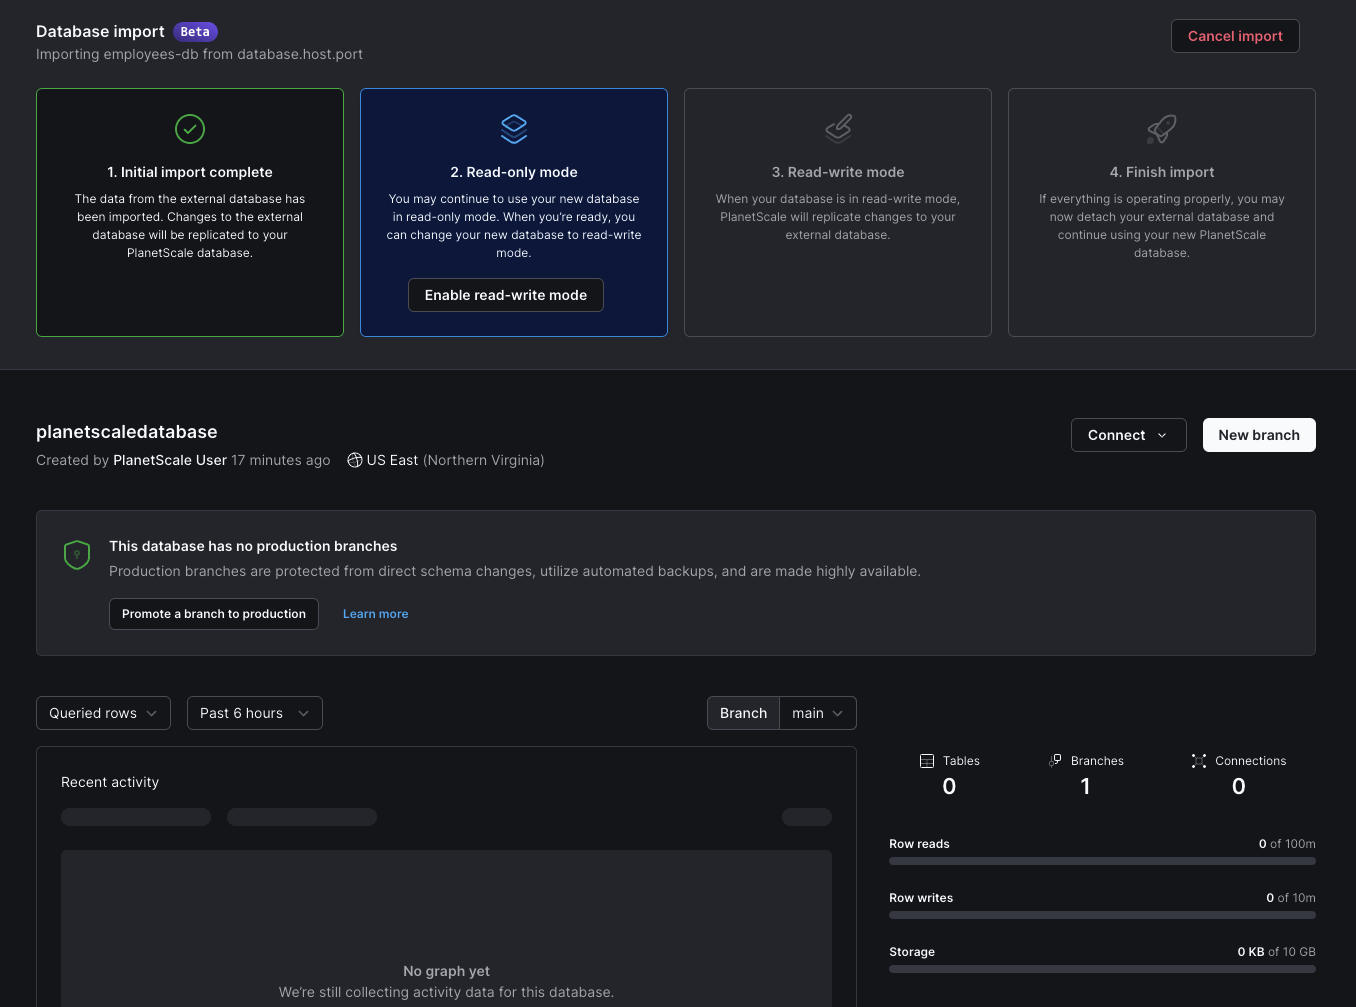 Database import Beta
Importing employees-db from database.host.port
Cancel import
1. Initial import complete
The data from the external database has
been imported. Changes to the external
database will be replicated to your
PlanetScale database.
2. Read-only mode
You may continue to use your new database
in read-only mode. When you're ready, you
can change your new database to read-write
mode.
Enable read-write mode
3. Read-write mode
When your database is in read-write mode,
PlanetScale will replicate changes to your
external database.
4. Finish import
If everything is operating properly, you may
now detach your external database and
continue using your new PlanetScale
database.
planetscaledatabase
Created by PlanetScale User 17 minutes ago US East (Northern Virginia)
Connect
New branch
This database has no production branches
Production branches are protected from direct schema changes, utilize automated backups, and are made highly available.
Promote a branch to production
Learn more
Queried rows
Past 6 hours
Branch
main
Recent activity
No graph yet
We're still collecting activity data for this database.
Tables
0
Branches
1
Connections
0
Row reads
0 of 100m
Row writes
0 of 10m
Storage
0 KB of 10 GB